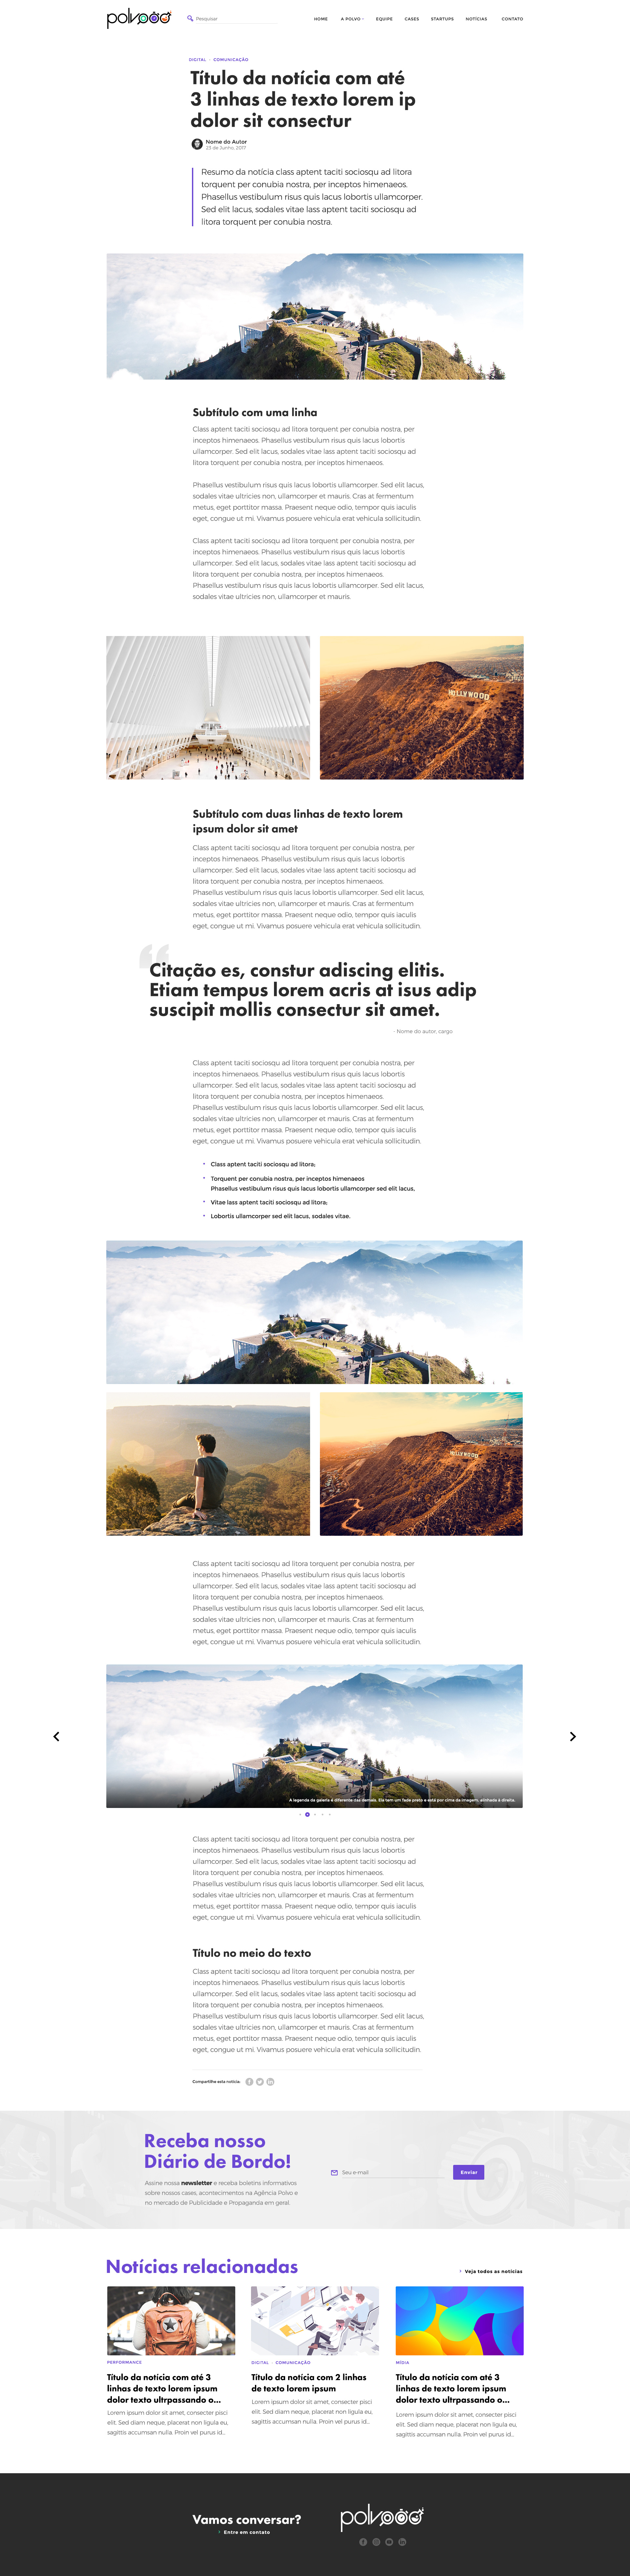 polvo
Pesquisar
HOME A POLVO EQUIPE CASES STARTUPS NOTÍCIAS CONTATO
DIGITAL · COMUNICAÇÃO
Título da notícia com até
3 linhas de texto lorem ip
dolor sit consectur
Nome do Autor
23 de Junho, 2017
Resumo da notícia class aptent taciti sociosqu ad litora
torquent per conubia nostra, per inceptos himenaeos.
Phasellus vestibulum risus quis lacus lobortis ullamcorper.
Sed elit lacus, sodales vitae lass aptent taciti sociosqu ad
litora torquent per conubia nostra.
Subtítulo com uma linha
Class aptent taciti sociosqu ad litora torquent per conubia nostra, per
inceptos himenaeos. Phasellus vestibulum risus quis lacus lobortis
ullamcorper. Sed elit lacus, sodales vitae lass aptent taciti sociosqu ad
litora torquent per conubia nostra, per inceptos himenaeos.
Phasellus vestibulum risus quis lacus lobortis ullamcorper. Sed elit lacus,
sodales vitae ultricies non, ullamcorper et mauris. Cras at fermentum
metus, eget porttitor massa. Praesent neque odio, tempor quis iaculis
eget, congue ut mi. Vivamus posuere vehicula erat vehicula sollicitudin.
Class aptent taciti sociosqu ad litora torquent per conubia nostra, per
inceptos himenaeos. Phasellus vestibulum risus quis lacus lobortis
ullamcorper. Sed elit lacus, sodales vitae lass aptent taciti sociosqu ad
litora torquent per conubia nostra, per inceptos himenaeos.
Phasellus vestibulum risus quis lacus lobortis ullamcorper. Sed elit lacus,
sodales vitae ultricies non, ullamcorper et mauris.
HOLLYWOOD
Subtítulo com duas linhas de texto lorem
ipsum dolor sit amet
Class aptent taciti sociosqu ad litora torquent per conubia nostra, per
inceptos himenaeos. Phasellus vestibulum risus quis lacus lobortis
ullamcorper. Sed elit lacus, sodales vitae lass aptent taciti sociosqu ad
litora torquent per conubia nostra, per inceptos himenaeos.
Phasellus vestibulum risus quis lacus lobortis ullamcorper. Sed elit lacus,
sodales vitae ultricies non, ullamcorper et mauris. Cras at fermentum
metus, eget porttitor massa. Praesent neque odio, tempor quis iaculis
eget, congue ut mi. Vivamus posuere vehicula erat vehicula sollicitudin.
“
Citação es, constur adiscing elitis.
Etiam tempus lorem acris at isus adip
suscipit mollis consectur sit amet.
- Nome do autor, cargo
Class aptent taciti sociosqu ad litora torquent per conubia nostra, per
inceptos himenaeos. Phasellus vestibulum risus quis lacus lobortis
ullamcorper. Sed elit lacus, sodales vitae lass aptent taciti sociosqu ad
litora torquent per conubia nostra, per inceptos himenaeos.
Phasellus vestibulum risus quis lacus lobortis ullamcorper. Sed elit lacus,
sodales vitae ultricies non, ullamcorper et mauris. Cras at fermentum
metus, eget porttitor massa. Praesent neque odio, tempor quis iaculis
eget, congue ut mi. Vivamus posuere vehicula erat vehicula sollicitudin.
• Class aptent taciti sociosqu ad litora;
• Torquent per conubia nostra, per inceptos himenaeos
Phasellus vestibulum risus quis lacus lobortis ullamcorper sed elit lacus,
• Vitae lass aptent taciti sociosqu ad litora;
• Lobortis ullamcorper sed elit lacus, sodales vitae.
HOLLYWOOD
Class aptent taciti sociosqu ad litora torquent per conubia nostra, per
inceptos himenaeos. Phasellus vestibulum risus quis lacus lobortis
ullamcorper. Sed elit lacus, sodales vitae lass aptent taciti sociosqu ad
litora torquent per conubia nostra, per inceptos himenaeos.
Phasellus vestibulum risus quis lacus lobortis ullamcorper. Sed elit lacus,
sodales vitae ultricies non, ullamcorper et mauris. Cras at fermentum
metus, eget porttitor massa. Praesent neque odio, tempor quis iaculis
eget, congue ut mi. Vivamus posuere vehicula erat vehicula sollicitudin.
A legenda da galeria é diferente das demais. Ela tem um fade preto e está por cima da imagem, alinhada à direita.
Class aptent taciti sociosqu ad litora torquent per conubia nostra, per
inceptos himenaeos. Phasellus vestibulum risus quis lacus lobortis
ullamcorper. Sed elit lacus, sodales vitae lass aptent taciti sociosqu ad
litora torquent per conubia nostra, per inceptos himenaeos.
Phasellus vestibulum risus quis lacus lobortis ullamcorper. Sed elit lacus,
sodales vitae ultricies non, ullamcorper et mauris. Cras at fermentum
metus, eget porttitor massa. Praesent neque odio, tempor quis iaculis
eget, congue ut mi. Vivamus posuere vehicula erat vehicula sollicitudin.
Título no meio do texto
Class aptent taciti sociosqu ad litora torquent per conubia nostra, per
inceptos himenaeos. Phasellus vestibulum risus quis lacus lobortis
ullamcorper. Sed elit lacus, sodales vitae lass aptent taciti sociosqu ad
litora torquent per conubia nostra, per inceptos himenaeos.
Phasellus vestibulum risus quis lacus lobortis ullamcorper. Sed elit lacus,
sodales vitae ultricies non, ullamcorper et mauris. Cras at fermentum
metus, eget porttitor massa. Praesent neque odio, tempor quis iaculis
eget, congue ut mi. Vivamus posuere vehicula erat vehicula sollicitudin.
Compartilhe esta notícia:
Receba nosso
Diário de Bordo!
Assine nossa newsletter e receba boletins informativos
sobre nossos cases, acontecimentos na Agência Polvo e
no mercado de Publicidade e Propaganda em geral.
Seu e-mail
Enviar
Notícias relacionadas
Veja todos as notícias
PERFORMANCE
Título da notícia com até 3
linhas de texto lorem ipsum
dolor texto ultrpassando o...
Lorem ipsum dolor sit amet, consecter pisci
elit. Sed diam neque, placerat non ligula eu,
sagittis accumsan nulla. Proin vel purus id...
DIGITAL · COMUNICAÇÃO
Título da notícia com 2 linhas
de texto lorem ipsum
Lorem ipsum dolor sit amet, consecter pisci
elit. Sed diam neque, placerat non ligula eu,
sagittis accumsan nulla. Proin vel purus id...
MÍDIA
Título da notícia com até 3
linhas de texto lorem ipsum
dolor texto ultrpassando o...
Lorem ipsum dolor sit amet, consecter pisci
elit. Sed diam neque, placerat non ligula eu,
sagittis accumsan nulla. Proin vel purus id...
Vamos conversar?
Entre em contato
polvo